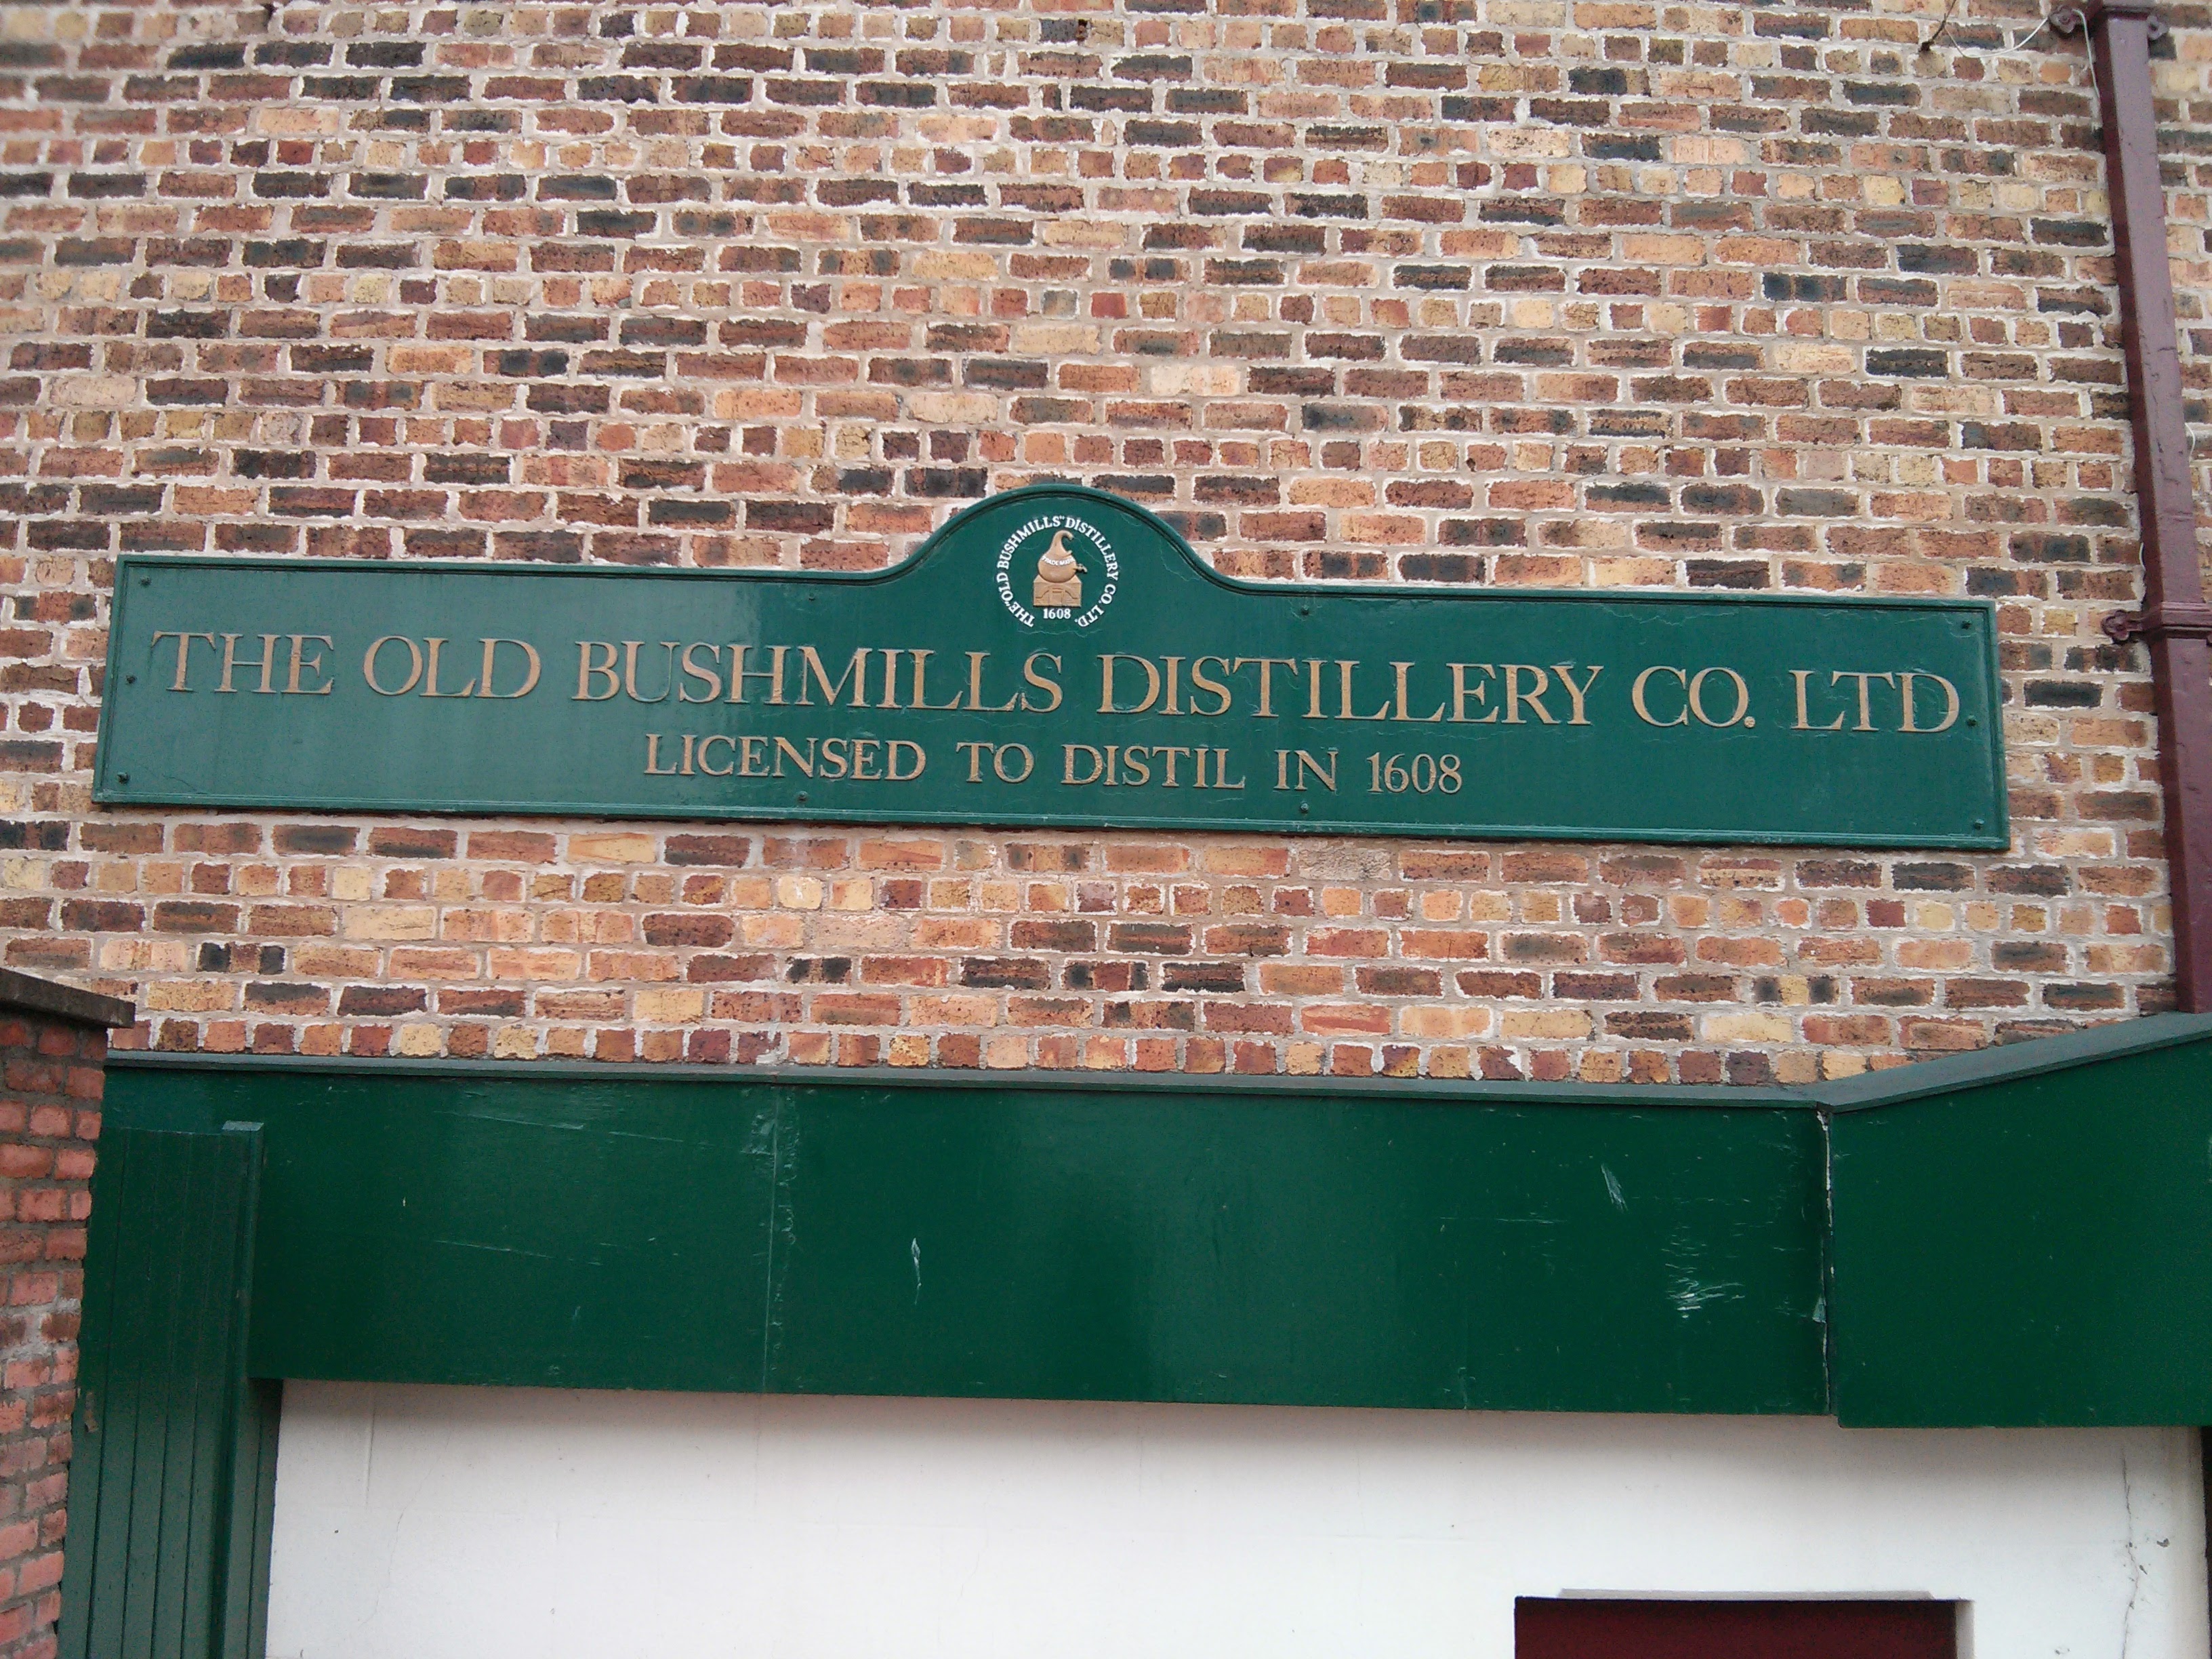 THE "OLD BUSHMILLS" DISTILLERY CO. LTD.
1608
THE OLD BUSHMILLS DISTILLERY CO. LTD
LICENSED TO DISTIL IN 1608